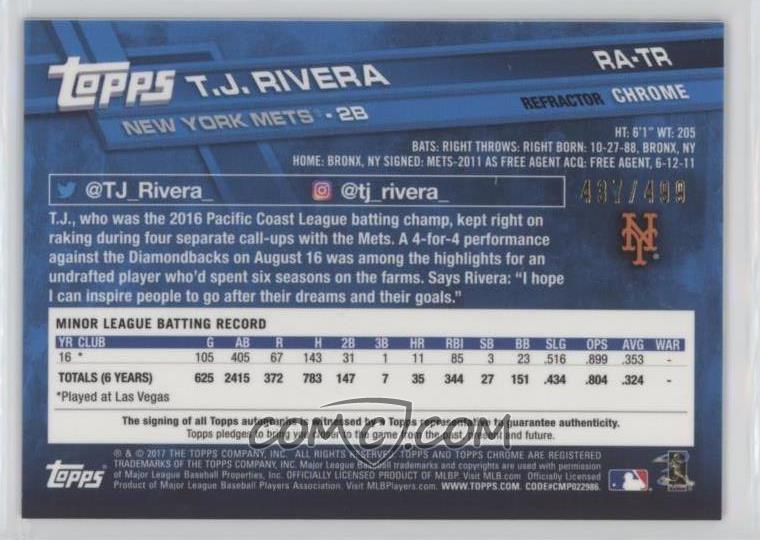 topps T.J. RIVERA RA-TR
NEW YORK METS® - 2B REFRACTOR CHROME
HT: 6'1" WT: 205
BATS: RIGHT THROWS: RIGHT BORN: 10-27-88, BRONX, NY
HOME: BRONX, NY SIGNED: METS-2011 AS FREE AGENT ACQ: FREE AGENT, 6-12-11
@TJ_Rivera_ @tj_rivera_ 437/499
T.J., who was the 2016 Pacific Coast League batting champ, kept right on
raking during four separate call-ups with the Mets. A 4-for-4 performance
against the Diamondbacks on August 16 was among the highlights for an
undrafted player who'd spent six seasons on the farms. Says Rivera: "I hope
I can inspire people to go after their dreams and their goals."
NY
MINOR LEAGUE BATTING RECORD
YR CLUB G AB R H 2B 3B HR RBI SB BB SLG OPS AVG WAR
16 * 105 405 67 143 31 1 11 85 3 23 .516 .899 .353 -
TOTALS (6 YEARS) 625 2415 372 783 147 7 35 344 27 151 .434 .804 .324 -
*Played at Las Vegas
COMC.COM
The signing of all Topps autographs is witnessed by a Topps representative to guarantee authenticity.
Topps pledges to bring you closer to the game from the past, present and future.
® & © 2017 THE TOPPS COMPANY, INC. ALL RIGHTS RESERVED. TOPPS AND TOPPS CHROME ARE REGISTERED
TRADEMARKS OF THE TOPPS COMPANY, INC. Major League Baseball trademarks and copyrights are used with permission
of Major League Baseball Properties, Inc. OFFICIALLY LICENSED PRODUCT OF MLBP. Visit MLB.com Officially Licensed
Product of Major League Baseball Players Association. Visit MLBPlayers.com. WWW.TOPPS.COM. CODE#CMP022986.
topps